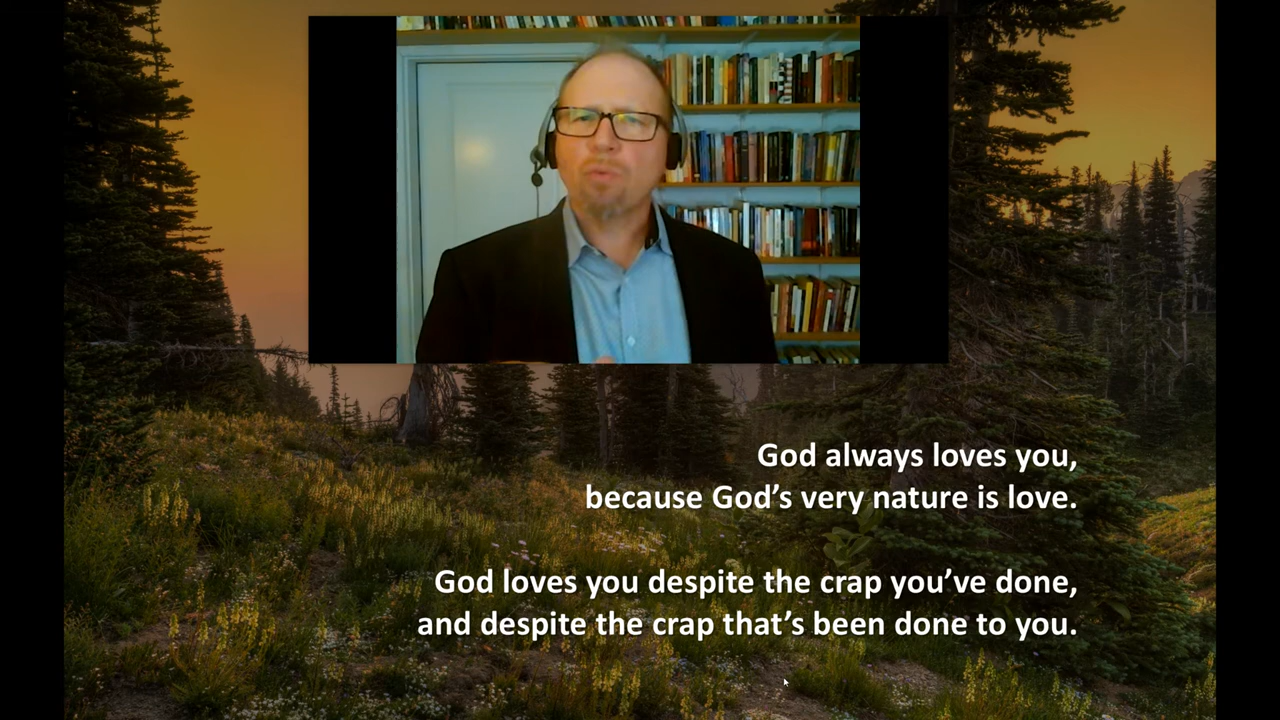 God always loves you,
because God’s very nature is love.
God loves you despite the crap you’ve done,
and despite the crap that’s been done to you.